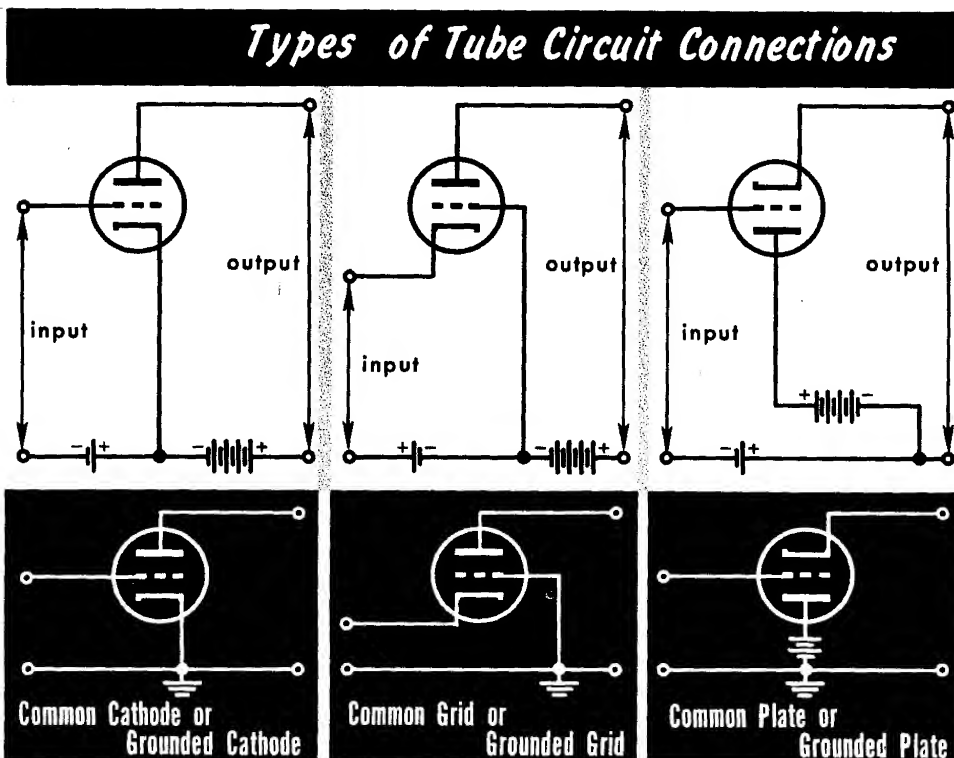 Types of Tube Circuit Connections
output
input
- +
- +
output
input
+ -
- +
output
input
+ -
- +
Common Cathode or
Grounded Cathode
Common Grid or
Grounded Grid
Common Plate or
Grounded Plate